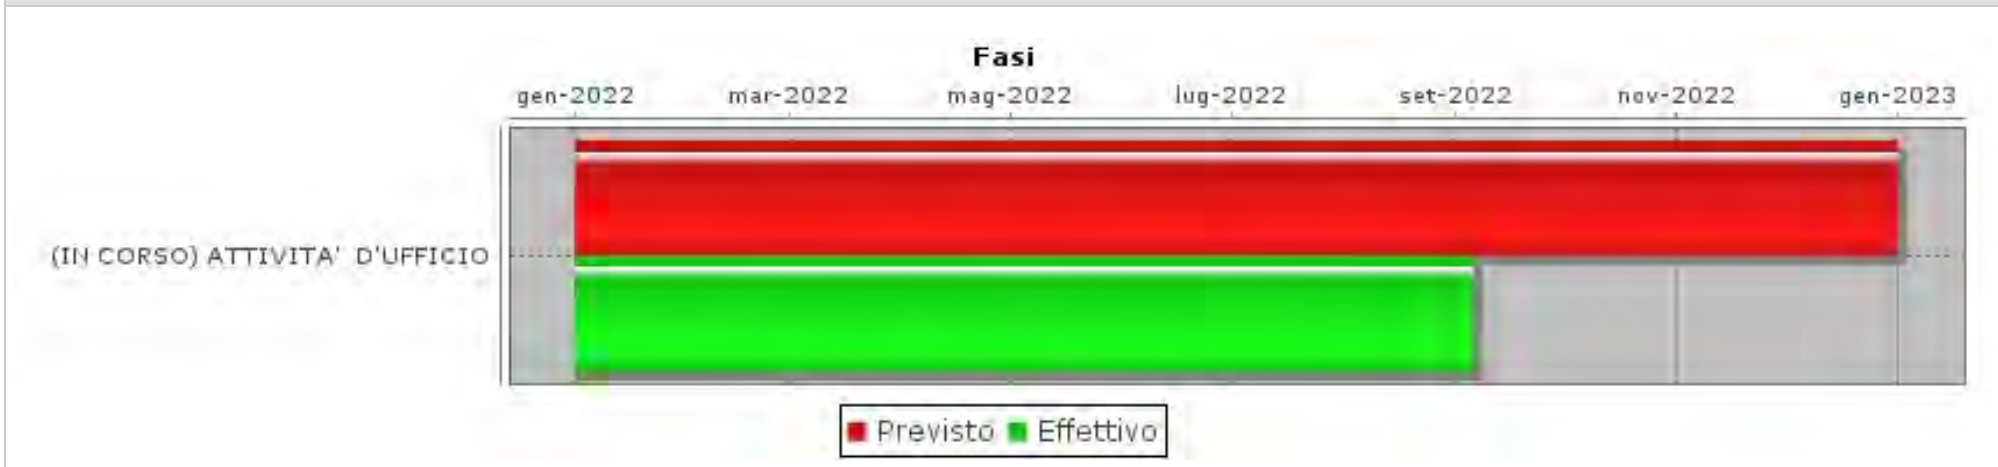 Fasi
gen-2022 mar-2022 mag-2022 lug-2022 set-2022 nov-2022 gen-2023
(IN CORSO) ATTIVITA' D'UFFICIO
Previsto Effettivo